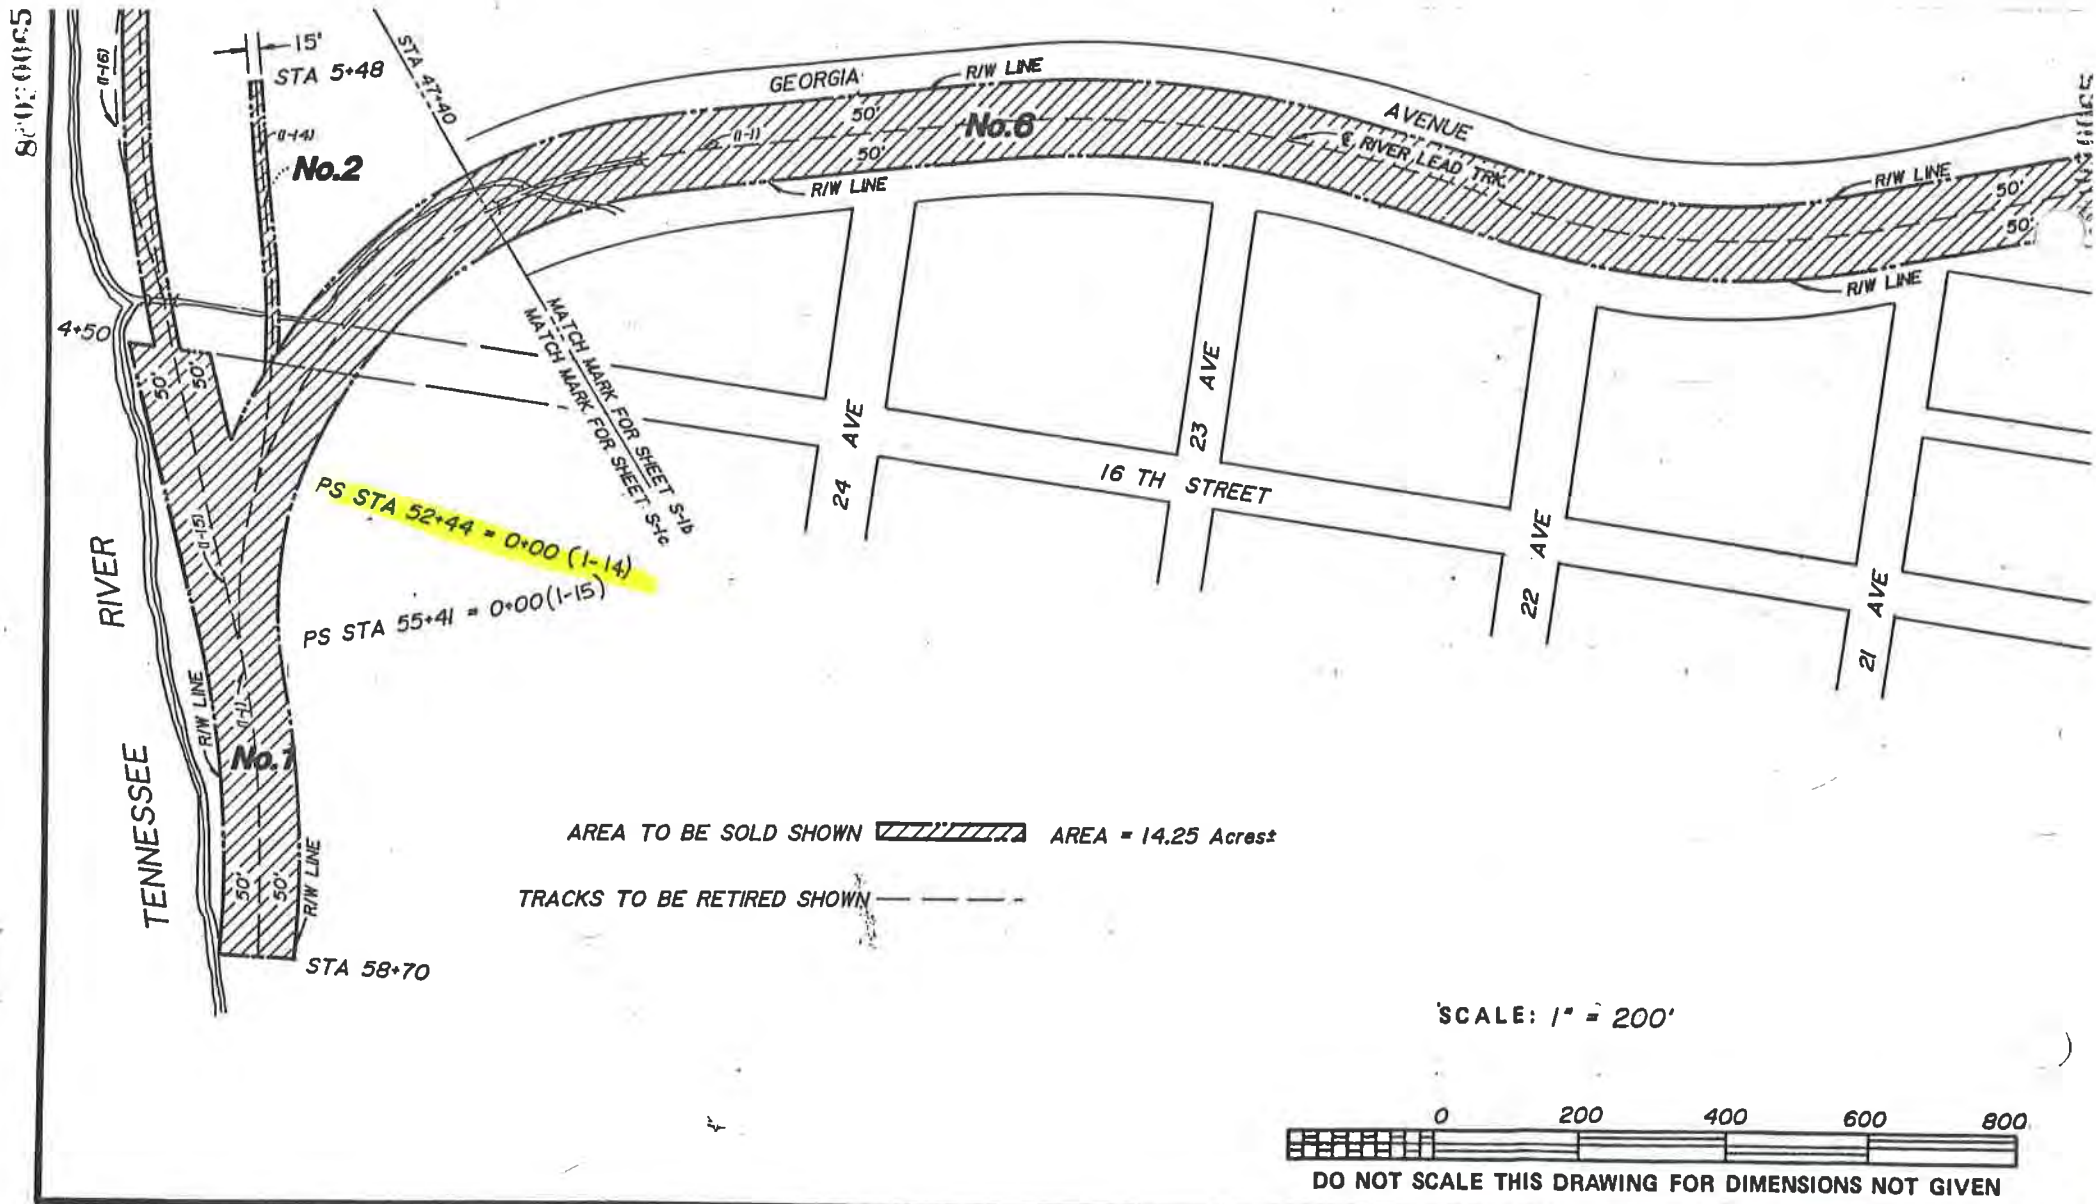 (1-16)
15'
STA 5+48
(1-14)
No.2
STA 47+40
GEORGIA
R/W LINE
AVENUE
50'
50'
(1-1)
No.6
℄ RIVER LEAD TRK.
R/W LINE
R/W LINE
50'
50'
R/W LINE
4+50
50'
50'
MATCH MARK FOR SHEET S-1b
MATCH MARK FOR SHEET S-1c
24 AVE
23 AVE
16 TH STREET
22 AVE
21 AVE
PS STA 52+44 = 0+00 (1-14)
PS STA 55+41 = 0+00 (1-15)
(1-15)
TENNESSEE RIVER
R/W LINE
(1-1)
No.1
50'
50'
R/W LINE
STA 58+70
AREA TO BE SOLD SHOWN AREA = 14.25 Acres±
TRACKS TO BE RETIRED SHOWN
SCALE: 1" = 200'
0 200 400 600 800
DO NOT SCALE THIS DRAWING FOR DIMENSIONS NOT GIVEN